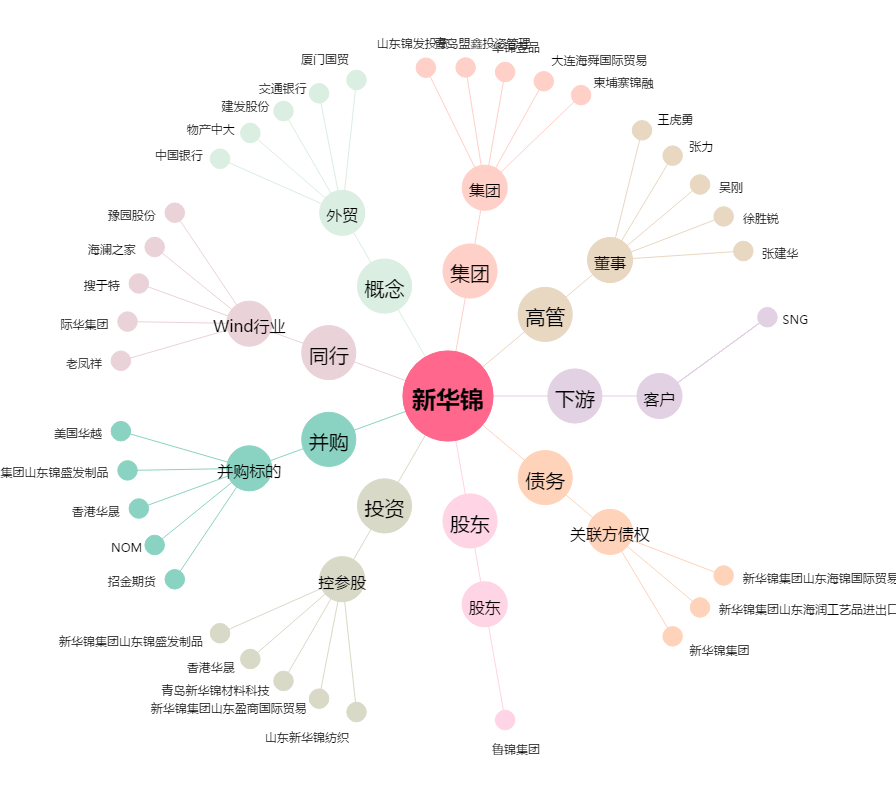 厦门国贸
交通银行
建发股份
物产中大
中国银行
外贸
概念
山东锦发投资
青岛盟鑫投资管理
华锦壹品
大连海舜国际贸易
柬埔寨锦融
集团
集团
王虎勇
张力
吴刚
徐胜锐
张建华
董事
高管
豫园股份
海澜之家
搜于特
际华集团
老凤祥
Wind行业
同行
新华锦
下游
客户
SNG
美国华越
集团山东锦盛发制品
香港华晟
NOM
招金期货
并购标的
并购
投资
控参股
新华锦集团山东锦盛发制品
香港华晟
青岛新华锦材料科技
新华锦集团山东盈商国际贸易
山东新华锦纺织
股东
股东
鲁锦集团
债务
关联方债权
新华锦集团山东海锦国际贸易
新华锦集团山东海润工艺品进出口
新华锦集团